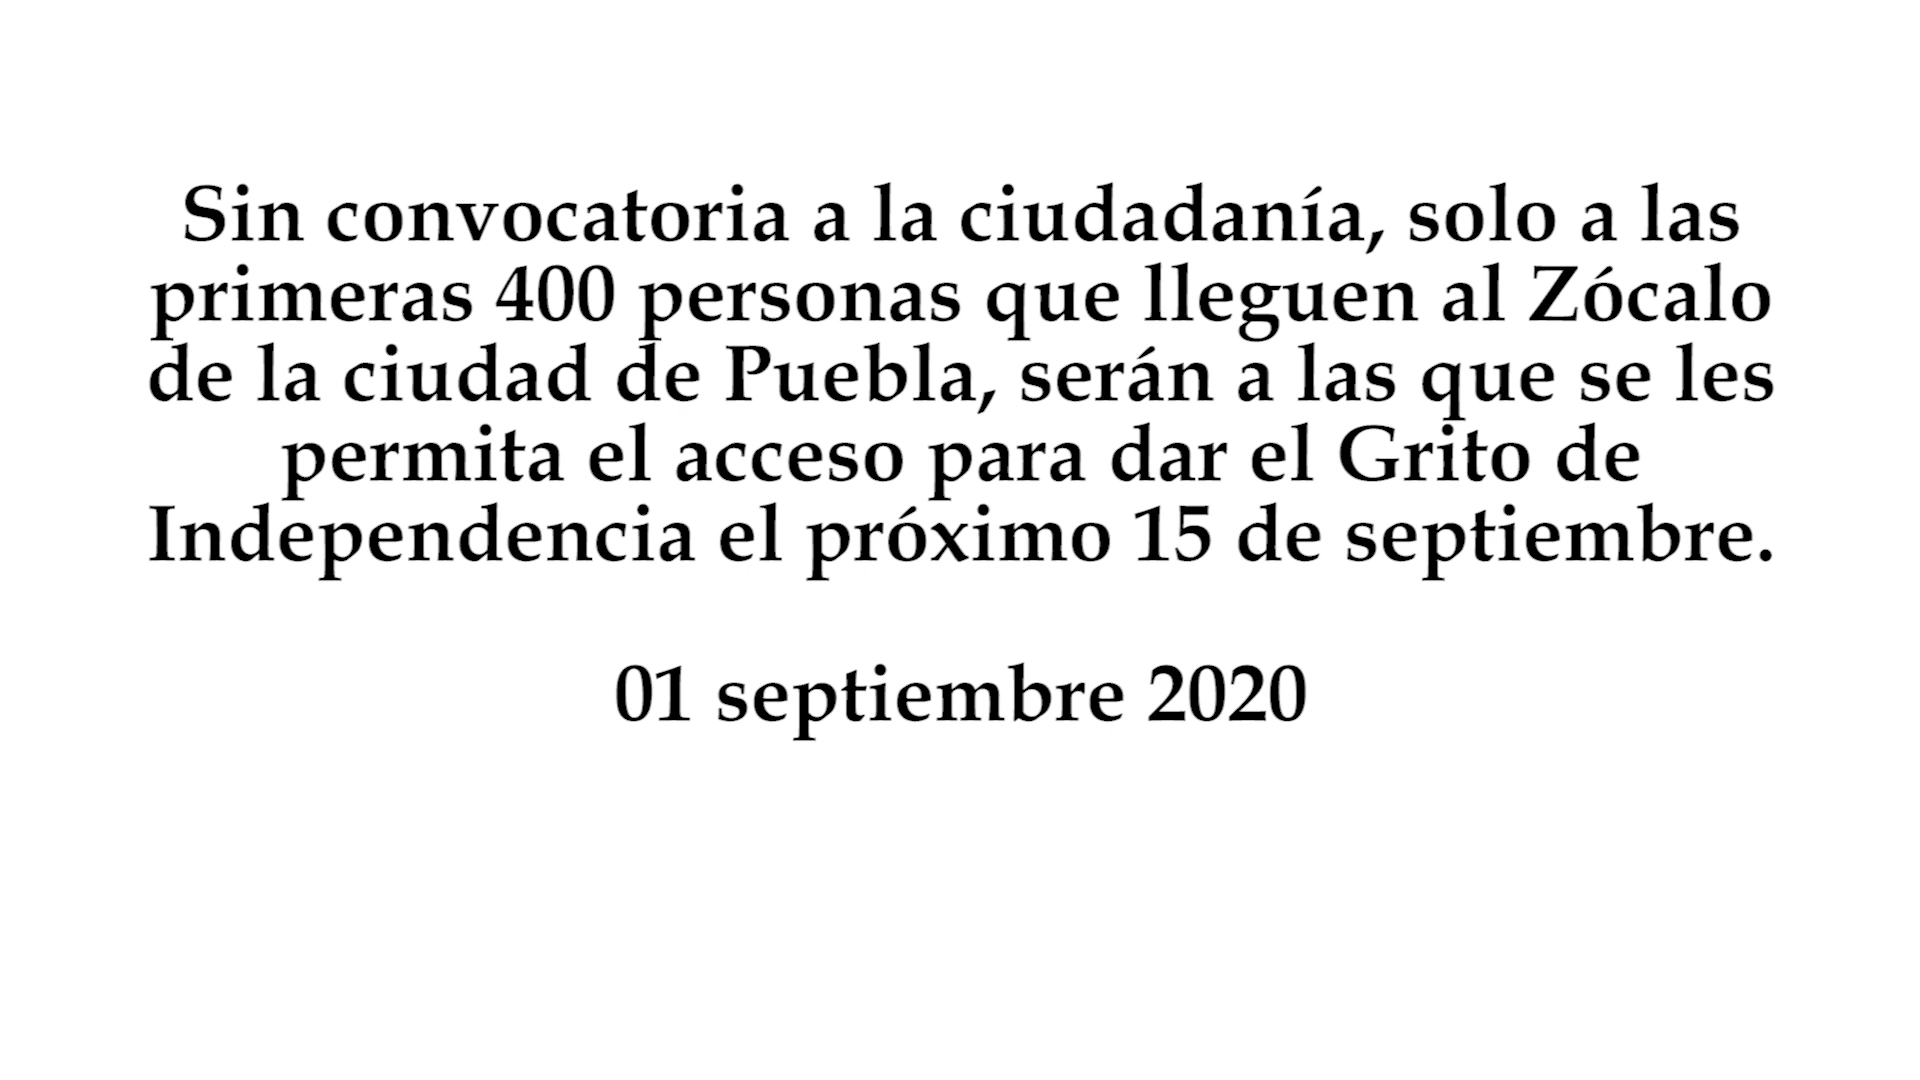 Sin convocatoria a la ciudadanía, solo a las
primeras 400 personas que lleguen al Zócalo
de la ciudad de Puebla, serán a las que se les
permita el acceso para dar el Grito de
Independencia el próximo 15 de septiembre.
01 septiembre 2020